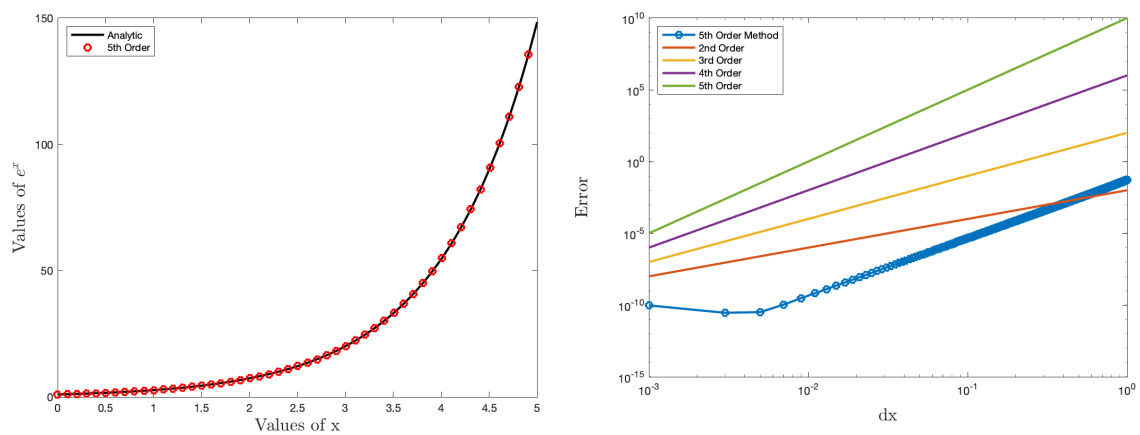 150
100
50
0
Values of e^x
Analytic
5th Order
0 0.5 1 1.5 2 2.5 3 3.5 4 4.5 5
Values of x
10^10
10^5
10^0
10^-5
10^-10
10^-15
Error
5th Order Method
2nd Order
3rd Order
4th Order
5th Order
10^-3 10^-2 10^-1 10^0
dx